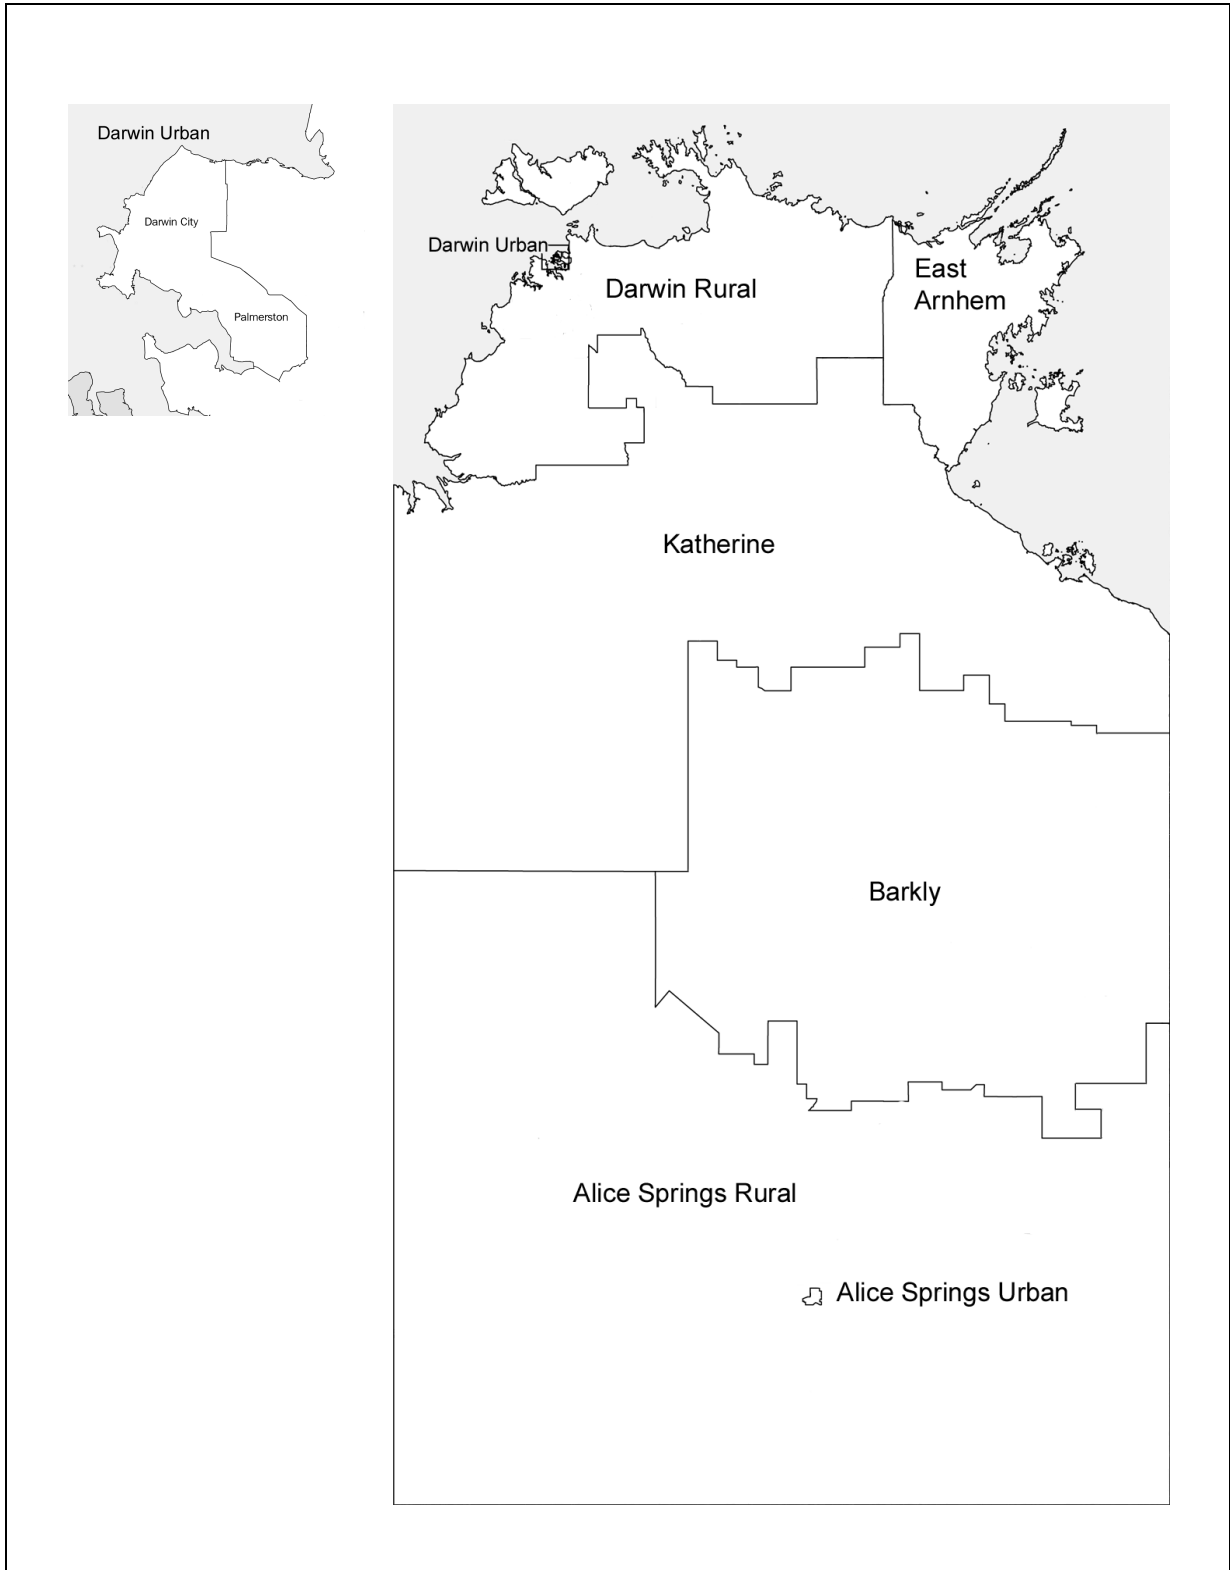 Darwin Urban
Darwin City
Palmerston
Darwin Urban
Darwin Rural
East
Arnhem
Katherine
Barkly
Alice Springs Rural
Alice Springs Urban